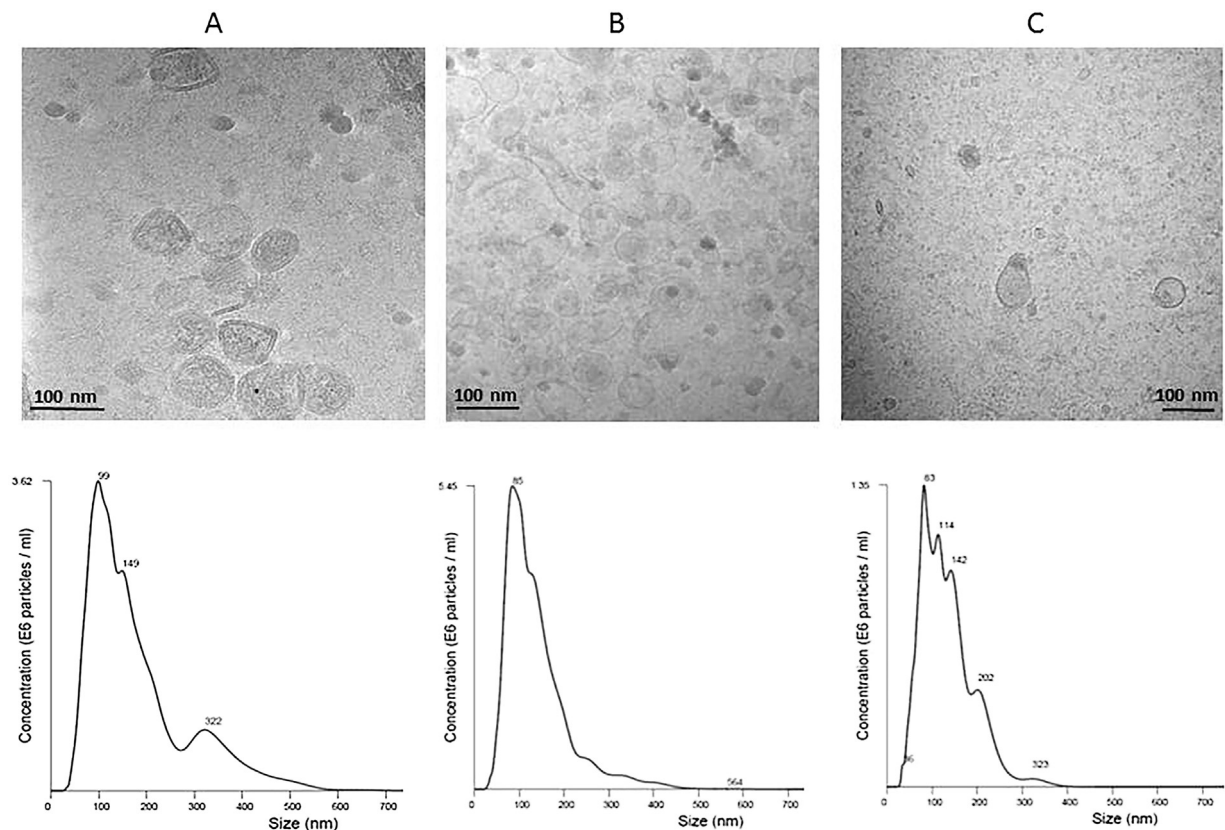 A B C
100 nm 100 nm 100 nm
3.62 99 149 322
Concentration (E6 particles / ml)
0 100 200 300 400 500 600 700
Size (nm)
5.45 85 564
Concentration (E6 particles / ml)
0 100 200 300 400 500 600 700
Size (nm)
1.35 83 114 142 202 323
Concentration (E6 particles / ml)
0 100 200 300 400 500 600 700
Size (nm)